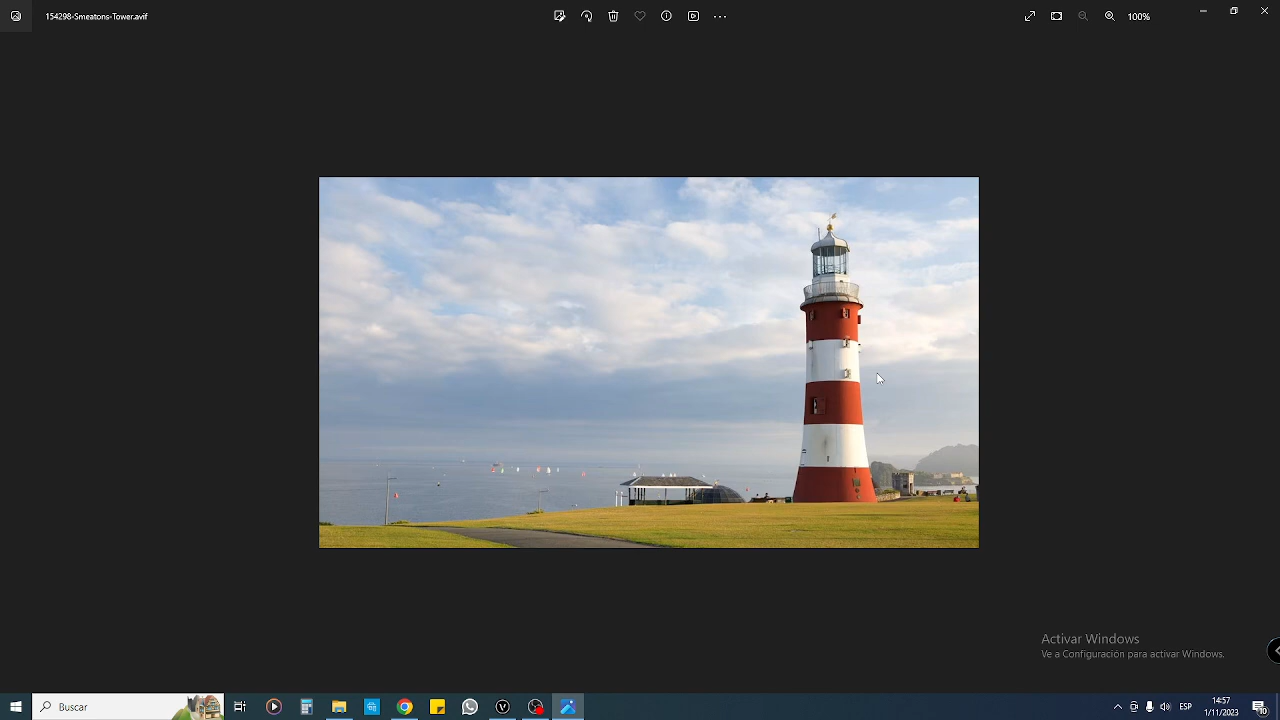 154298-Smeatons-Tower.avif
100%
Activar Windows
Ve a Configuración para activar Windows.
Buscar
ESP
14:57
1/11/2023